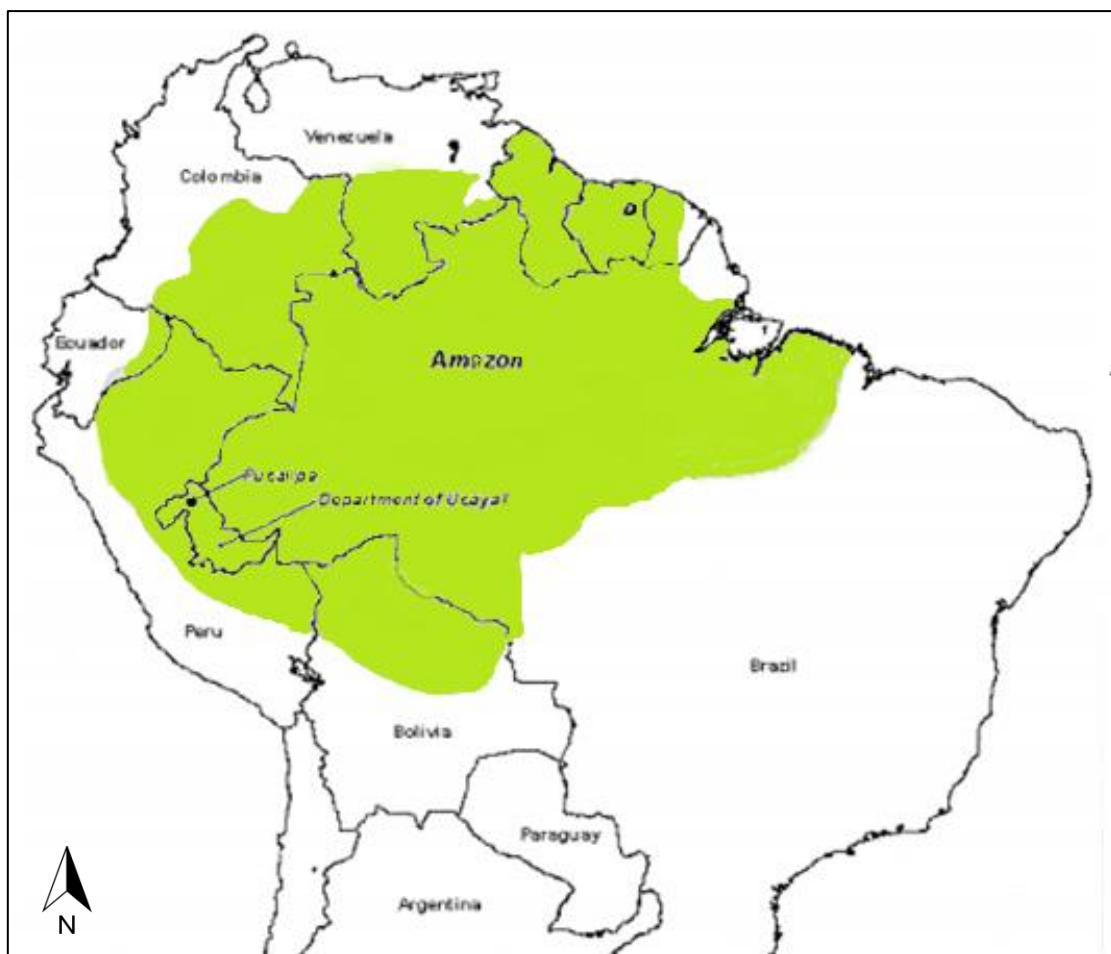 Venezuela
Colombia
Ecuador
Amazon
Pucallpa
Department of Ucayali
Peru
Brazil
Bolivia
Paraguay
Argentina
N